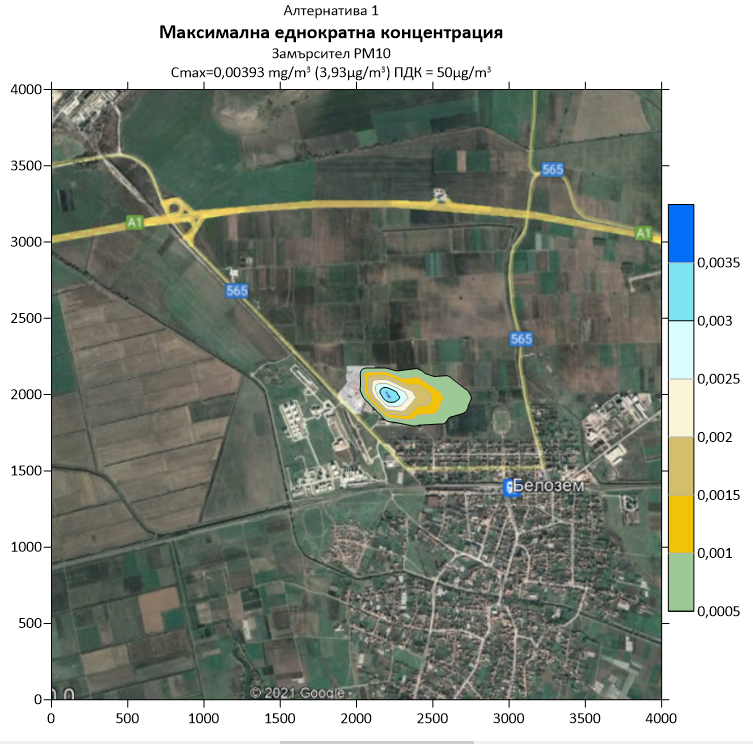 Алтернатива 1
Максимална еднократна концентрация
Замърсител PM10
Cmax=0,00393 mg/m³ (3,93µg/m³) ПДК = 50µg/m³
4000
3500
3000
2500
2000
1500
1000
500
0
565
A1
A1
565
565
Белозем
© 2021 Google
0 500 1000 1500 2000 2500 3000 3500 4000
0,0035
0,003
0,0025
0,002
0,0015
0,001
0,0005